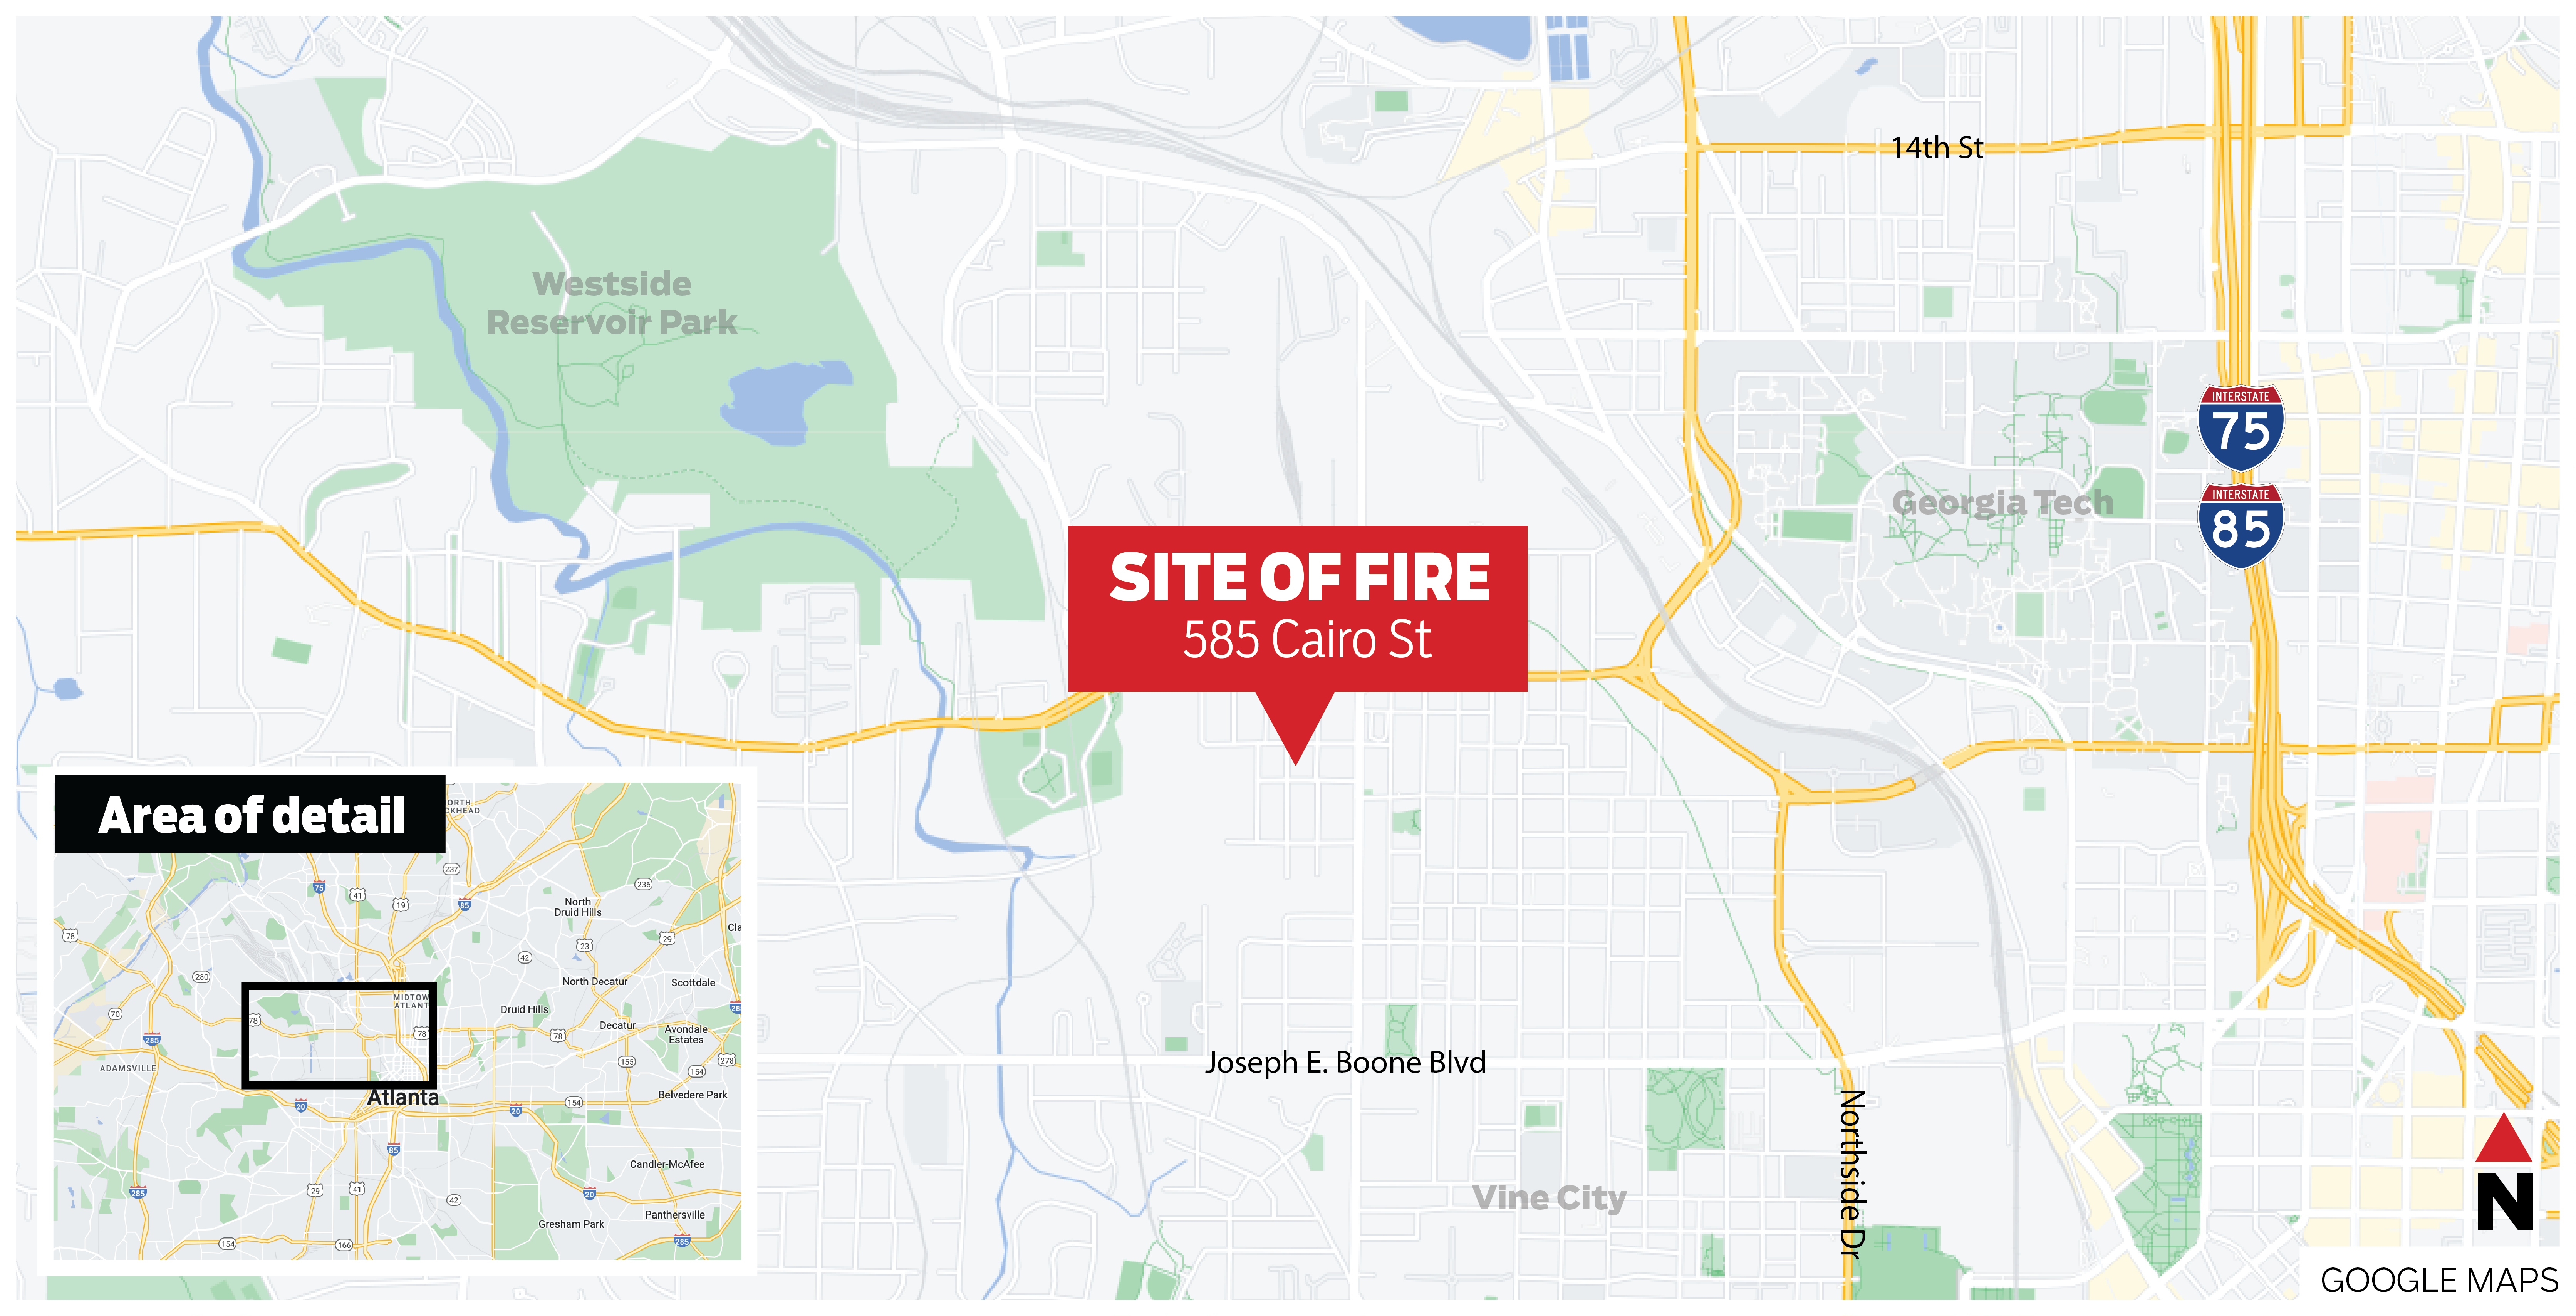 14th St
Westside
Reservoir Park
INTERSTATE
75
Georgia Tech
INTERSTATE
85
SITE OF FIRE
585 Cairo St
Area of detail
ORTH
CKHEAD
237
75
41
19
85
236
North
Druid Hills
Cla
78
23
29
42
280
North Decatur
Scottdale
MIDTOW
ATLANT
28
70
78
Druid Hills
78
78
Decatur
Avondale
Estates
285
155
278
ADAMSVILLE
154
Atlanta
20
20
154
Belvedere Park
85
Candler-McAfee
285
29
41
42
20
Gresham Park
Panthersville
154
166
285
Joseph E. Boone Blvd
Northside Dr
Vine City
N
GOOGLE MAPS